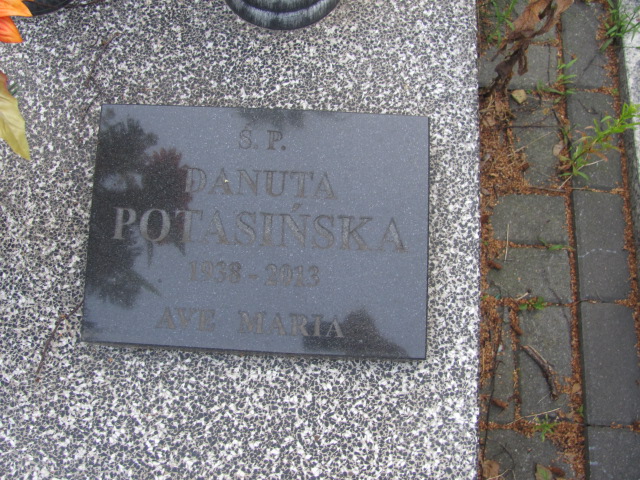 Ś. P.
DANUTA
POTASIŃSKA
1938 - 2013
AVE MARIA